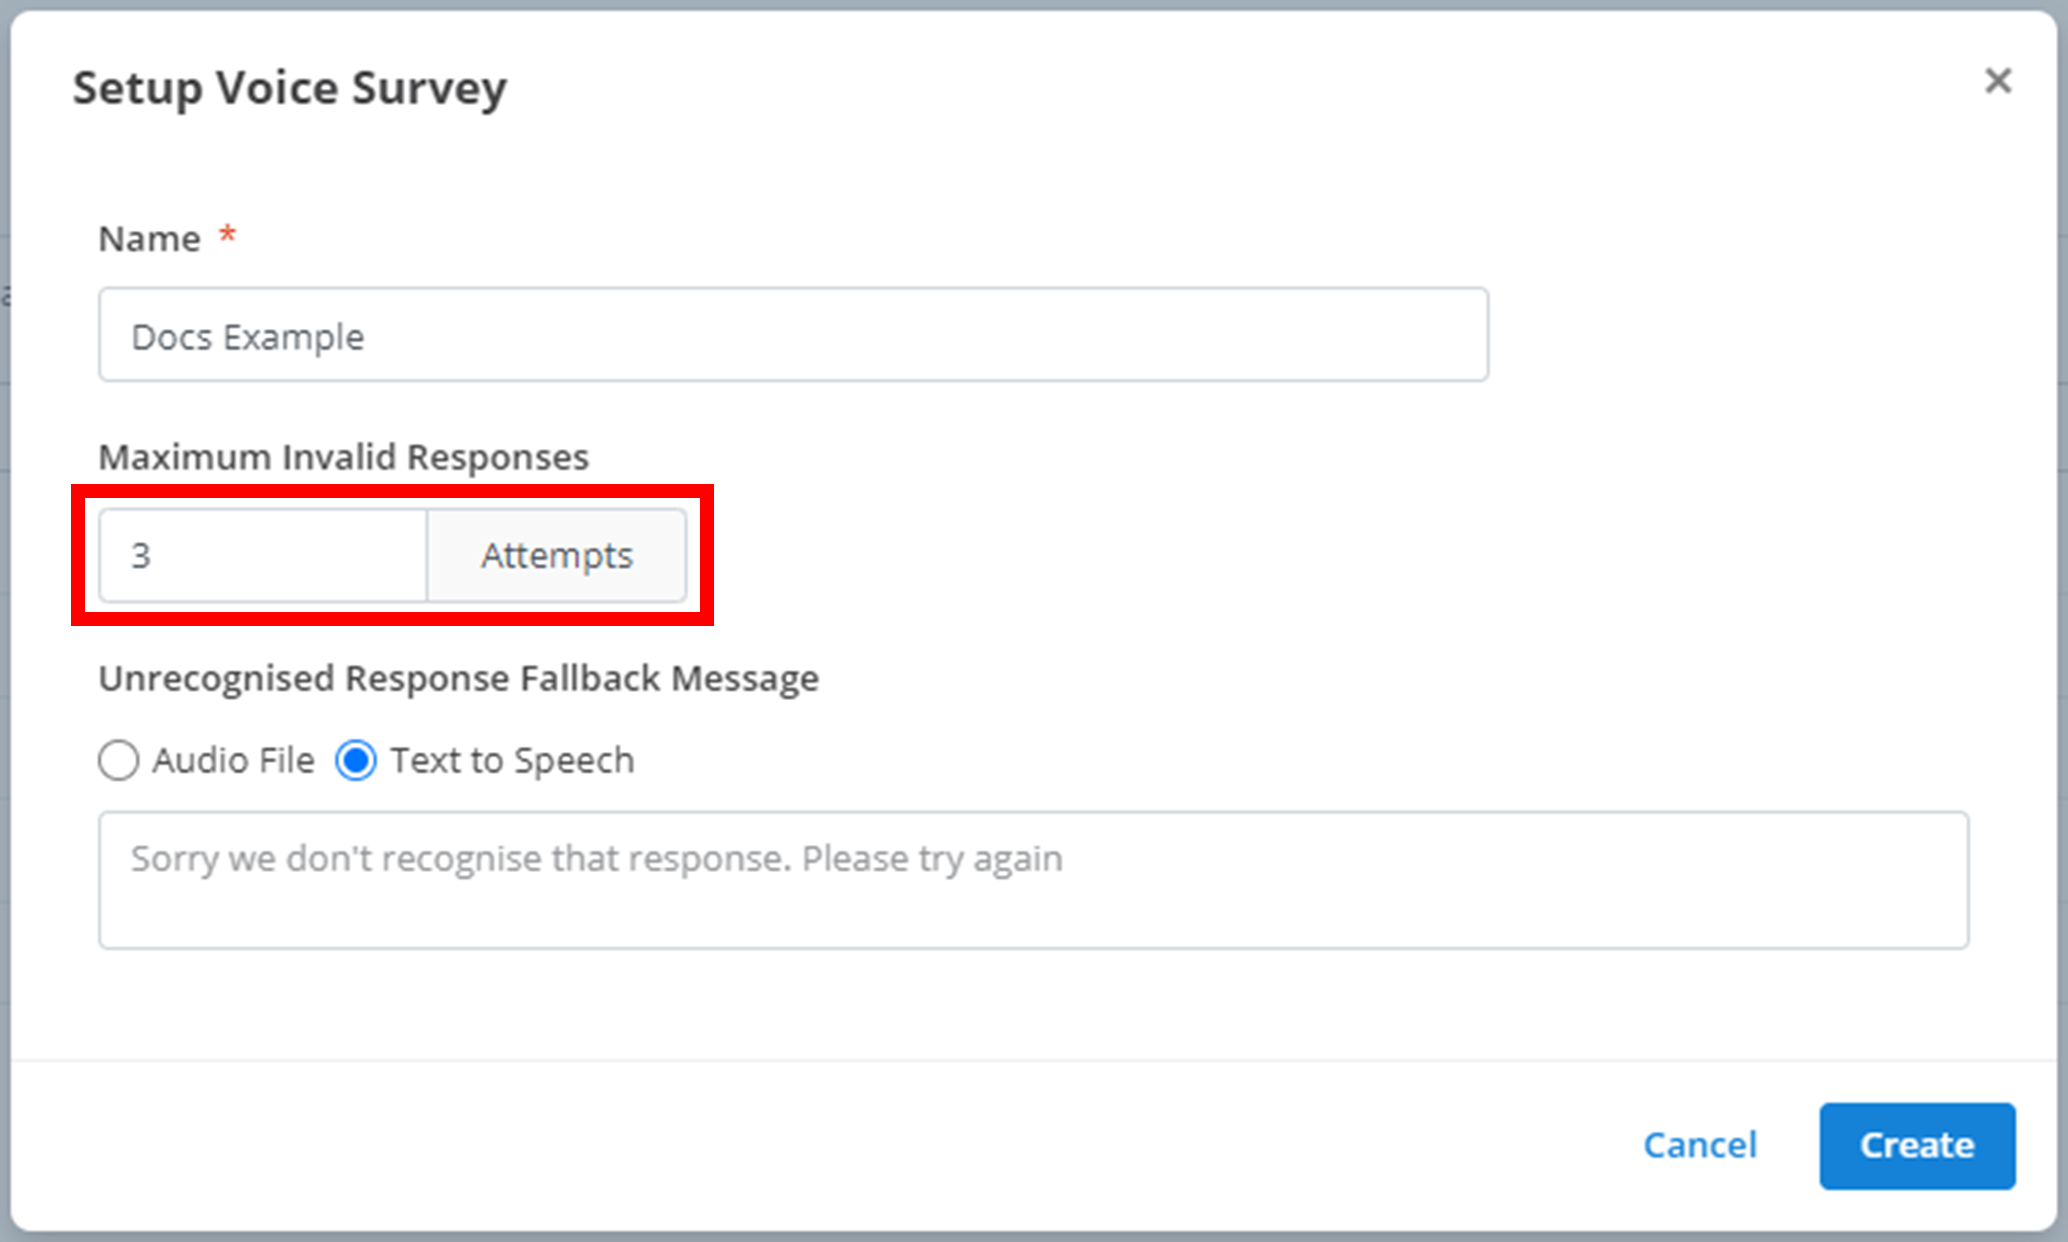 Setup Voice Survey
Name *
Docs Example
Maximum Invalid Responses
3 Attempts
Unrecognised Response Fallback Message
Audio File Text to Speech
Sorry we don't recognise that response. Please try again
Cancel Create